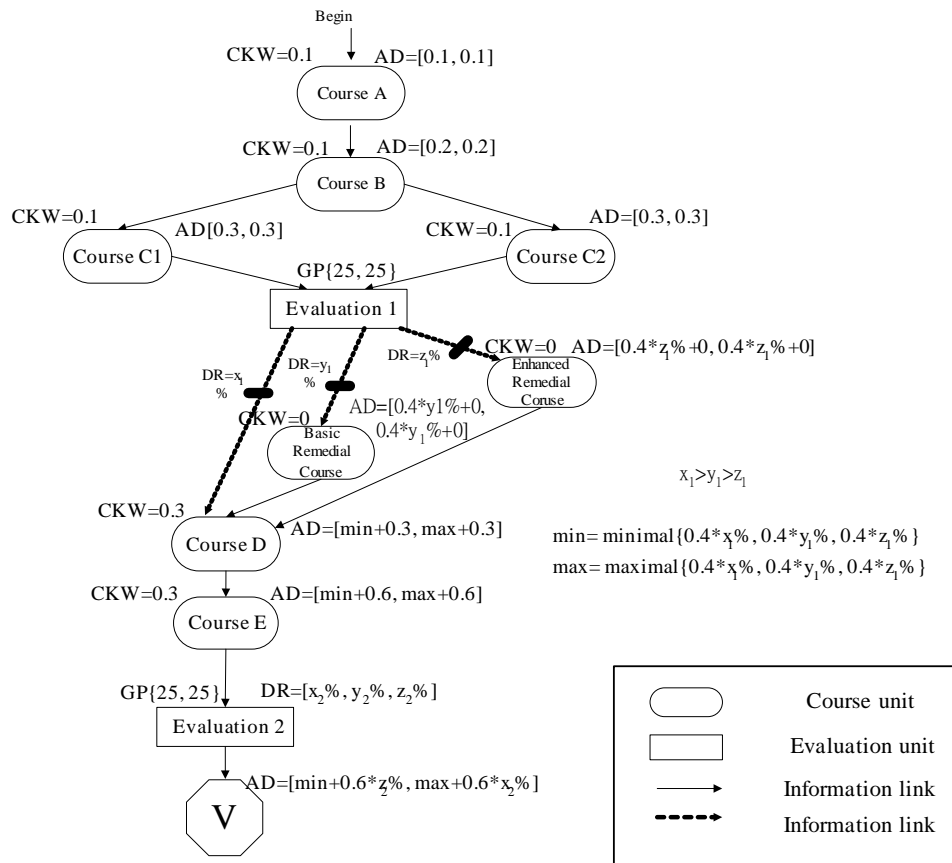 Begin
CKW=0.1
AD=[0.1, 0.1]
Course A
CKW=0.1
AD=[0.2, 0.2]
Course B
CKW=0.1
AD[0.3, 0.3]
Course C1
CKW=0.1
AD=[0.3, 0.3]
Course C2
GP{25, 25}
Evaluation 1
DR=x₁
%
DR=y₁
%
DR=z₁%
CKW=0
AD=[0.4*z₁%+0, 0.4*z₁%+0]
Enhanced
Remedial
Coruse
CKW=0
AD=[0.4*y1%+0,
0.4*y₁%+0]
Basic
Remedial
Course
x₁>y₁>z₁
CKW=0.3
AD=[min+0.3, max+0.3]
Course D
min= minimal{0.4*x₁%, 0.4*y₁%, 0.4*z₁%}
max= maximal{0.4*x₁%, 0.4*y₁%, 0.4*z₁%}
CKW=0.3
AD=[min+0.6, max+0.6]
Course E
GP{25, 25}
DR=[x₂%, y₂%, z₂%]
Evaluation 2
AD=[min+0.6*z₂%, max+0.6*x₂%]
V
Course unit
Evaluation unit
Information link
Information link